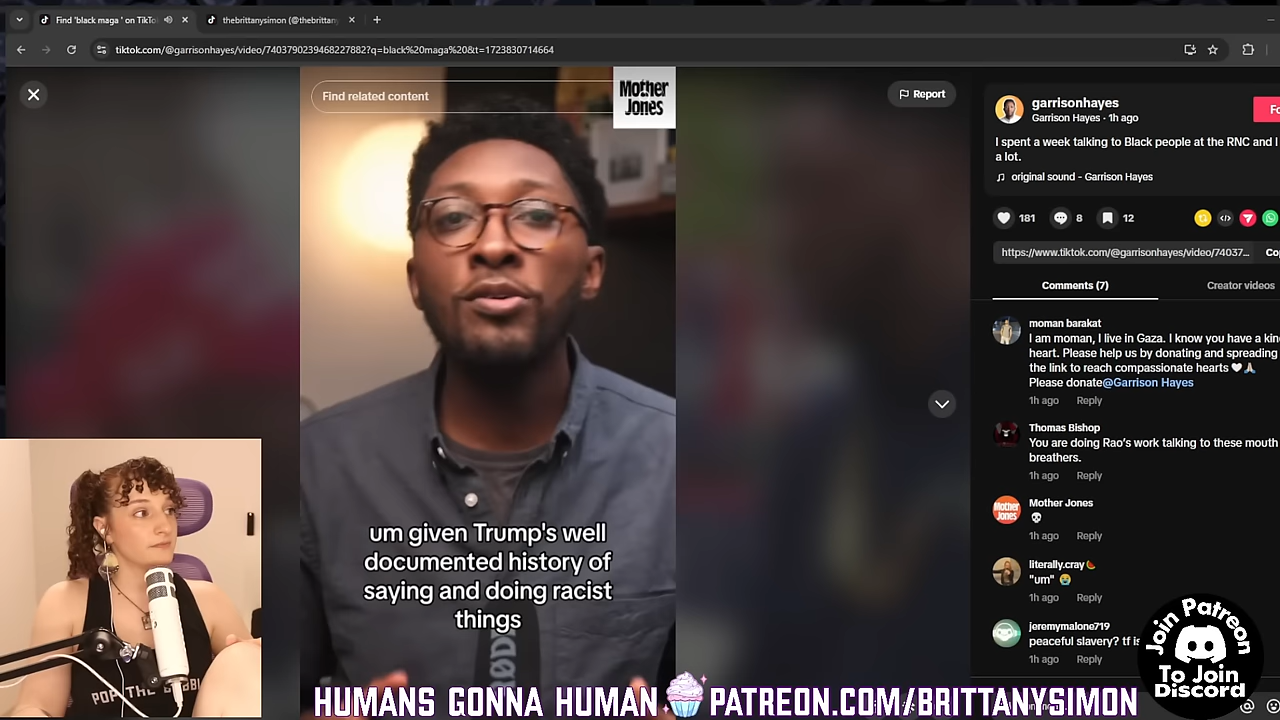 Find 'black maga ' on TikTo
thebrittanysimon (@thebrittany
tiktok.com/@garrisonhayes/video/7403790239468227882?q=black%20maga%20&t=1723830714664
Find related content
Mother
Jones
Report
garrisonhayes
Garrison Hayes · 1h ago
Fo
I spent a week talking to Black people at the RNC and I
a lot.
original sound - Garrison Hayes
181
8
12
https://www.tiktok.com/@garrisonhayes/video/74037...
Co
Comments (7)
Creator videos
moman barakat
I am moman, I live in Gaza. I know you have a kin
heart. Please help us by donating and spreading
the link to reach compassionate hearts 🤍🙏🏻
Please donate@Garrison Hayes
1h ago Reply
Thomas Bishop
You are doing Rao's work talking to these mouth
breathers.
1h ago Reply
Mother Jones
💀
1h ago Reply
literally.cray🍉
"um" 😭
1h ago Reply
jeremymalone719
peaceful slavery? tf is
1h ago Reply
um given Trump's well
documented history of
saying and doing racist
things
POP THE BUBBL
Join Patreon
To Join
Discord
HUMANS GONNA HUMAN PATREON.COM/BRITTANYSIMON